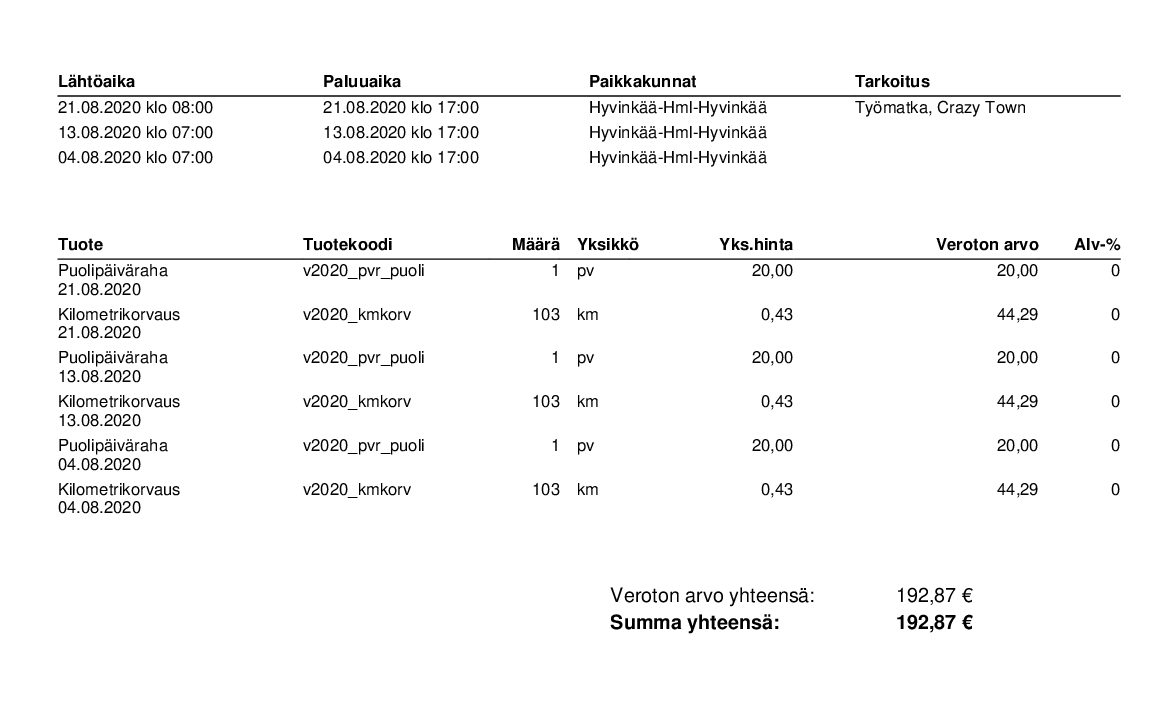 Lähtöaika Paluuaika Paikkakunnat Tarkoitus
21.08.2020 klo 08:00 21.08.2020 klo 17:00 Hyvinkää-Hml-Hyvinkää Työmatka, Crazy Town
13.08.2020 klo 07:00 13.08.2020 klo 17:00 Hyvinkää-Hml-Hyvinkää
04.08.2020 klo 07:00 04.08.2020 klo 17:00 Hyvinkää-Hml-Hyvinkää
Tuote Tuotekoodi Määrä Yksikkö Yks.hinta Veroton arvo Alv-%
Puolipäiväraha v2020_pvr_puoli 1 pv 20,00 20,00 0
21.08.2020
Kilometrikorvaus v2020_kmkorv 103 km 0,43 44,29 0
21.08.2020
Puolipäiväraha v2020_pvr_puoli 1 pv 20,00 20,00 0
13.08.2020
Kilometrikorvaus v2020_kmkorv 103 km 0,43 44,29 0
13.08.2020
Puolipäiväraha v2020_pvr_puoli 1 pv 20,00 20,00 0
04.08.2020
Kilometrikorvaus v2020_kmkorv 103 km 0,43 44,29 0
04.08.2020
Veroton arvo yhteensä: 192,87 €
Summa yhteensä: 192,87 €